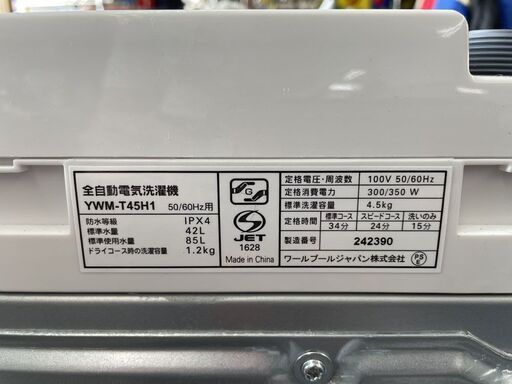 全自動電気洗濯機
YWM-T45H1 50/60Hz用
防水等級 IPX4
標準水量 42L
標準使用水量 85L
ドライコース時の洗濯容量 1.2kg
G
JET
1628
Made in China
定格電圧・周波数 100V 50/60Hz
定格消費電力 300/350 W
標準洗濯容量 4.5kg
定格時間 標準コース スピードコース 洗いのみ
34分 24分 15分
製造番号 242390
ワールプールジャパン株式会社 PSE